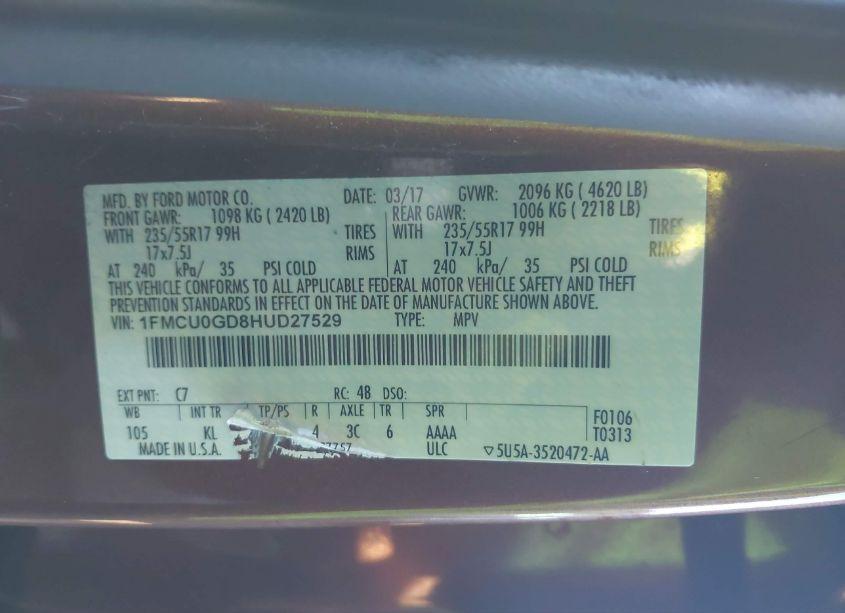 MFD. BY FORD MOTOR CO. DATE: 03/17 GVWR: 2096 KG ( 4620 LB)
FRONT GAWR: 1098 KG ( 2420 LB) REAR GAWR: 1006 KG ( 2218 LB)
WITH 235/55R17 99H TIRES WITH 235/55R17 99H TIRES
17x7.5J RIMS 17x7.5J RIMS
AT 240 kPa/ 35 PSI COLD AT 240 kPa/ 35 PSI COLD
THIS VEHICLE CONFORMS TO ALL APPLICABLE FEDERAL MOTOR VEHICLE SAFETY AND THEFT
PREVENTION STANDARDS IN EFFECT ON THE DATE OF MANUFACTURE SHOWN ABOVE.
VIN: 1FMCU0GD8HUD27529 TYPE: MPV
EXT PNT: C7 RC: 48 DSO:
WB INT TR TP/PS R AXLE TR SPR F0106
105 KL 4 3C 6 AAAA T0313
MADE IN U.S.A. ULC ▽5U5A-3520472-AA